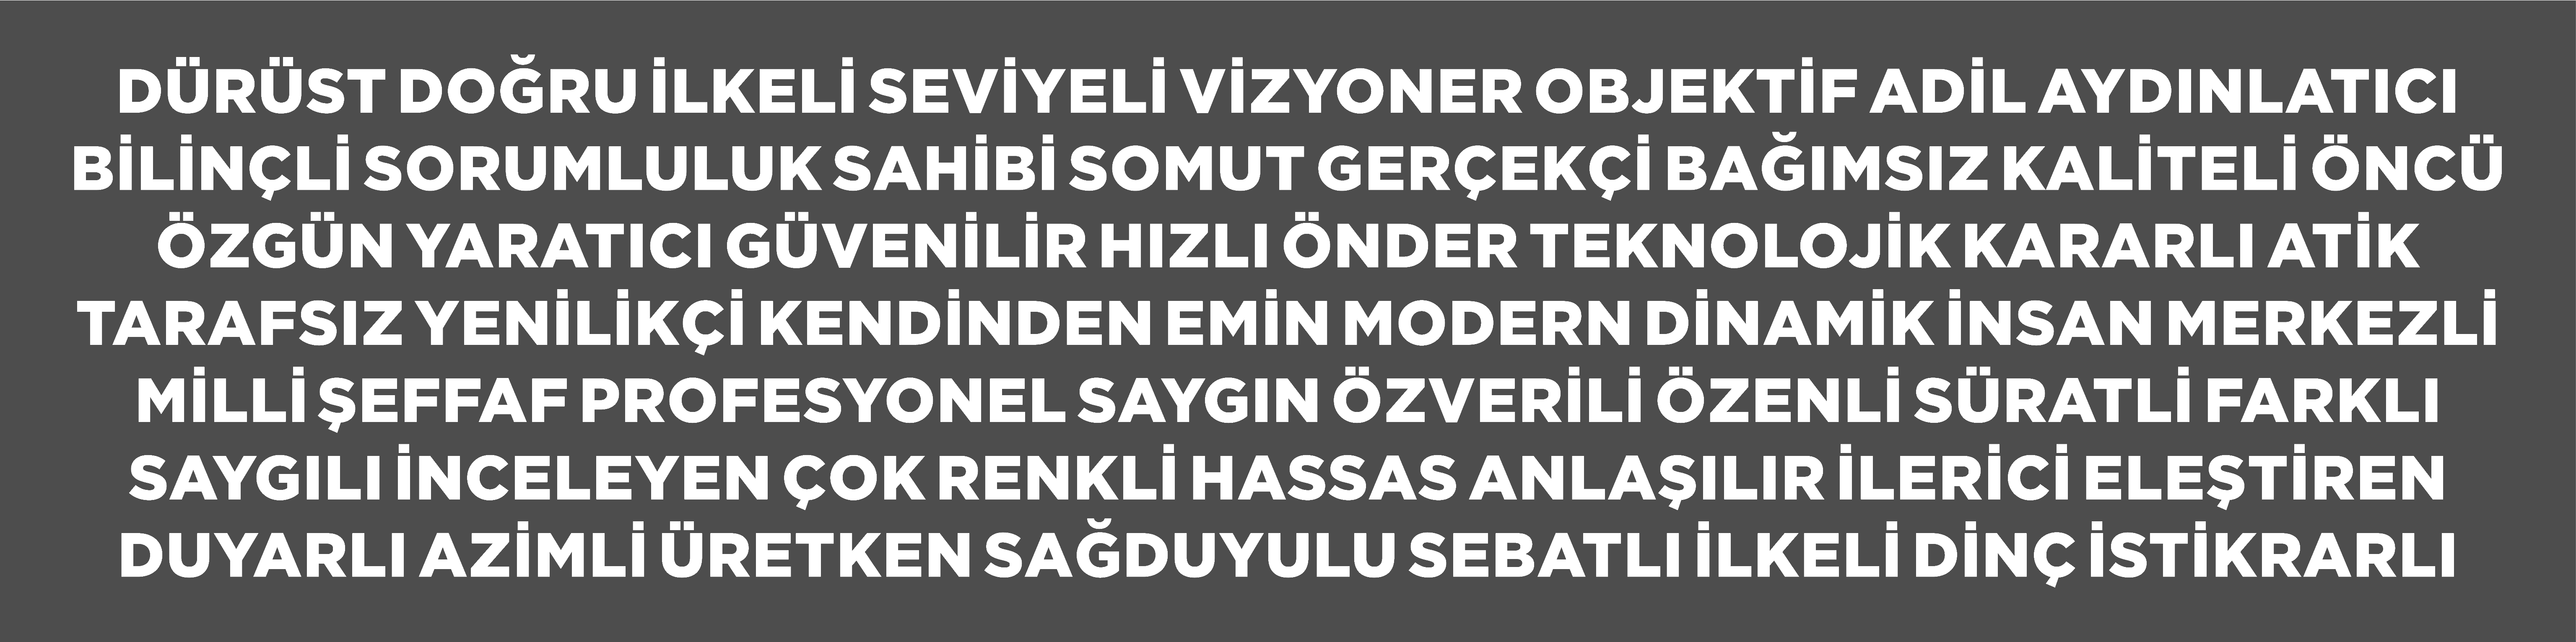 DÜRÜST DOĞRU İLKELİ SEVİYELİ VİZYONER OBJEKTİF ADİL AYDINLATICI
BİLİNÇLİ SORUMLULUK SAHİBİ SOMUT GERÇEKÇİ BAĞIMSIZ KALİTELİ ÖNCÜ
ÖZGÜN YARATICI GÜVENİLİR HIZLI ÖNDER TEKNOLOJİK KARARLI ATİK
TARAFSIZ YENİLİKÇİ KENDİNDEN EMİN MODERN DİNAMİK İNSAN MERKEZLİ
MİLLİ ŞEFFAF PROFESYONEL SAYGIN ÖZVERİLİ ÖZENLİ SÜRATLİ FARKLI
SAYGILI İNCELEYEN ÇOK RENKLİ HASSAS ANLAŞILIR İLERİCİ ELEŞTİREN
DUYARLI AZİMLİ ÜRETKEN SAĞDUYULU SEBATLI İLKELİ DİNÇ İSTİKRARLI